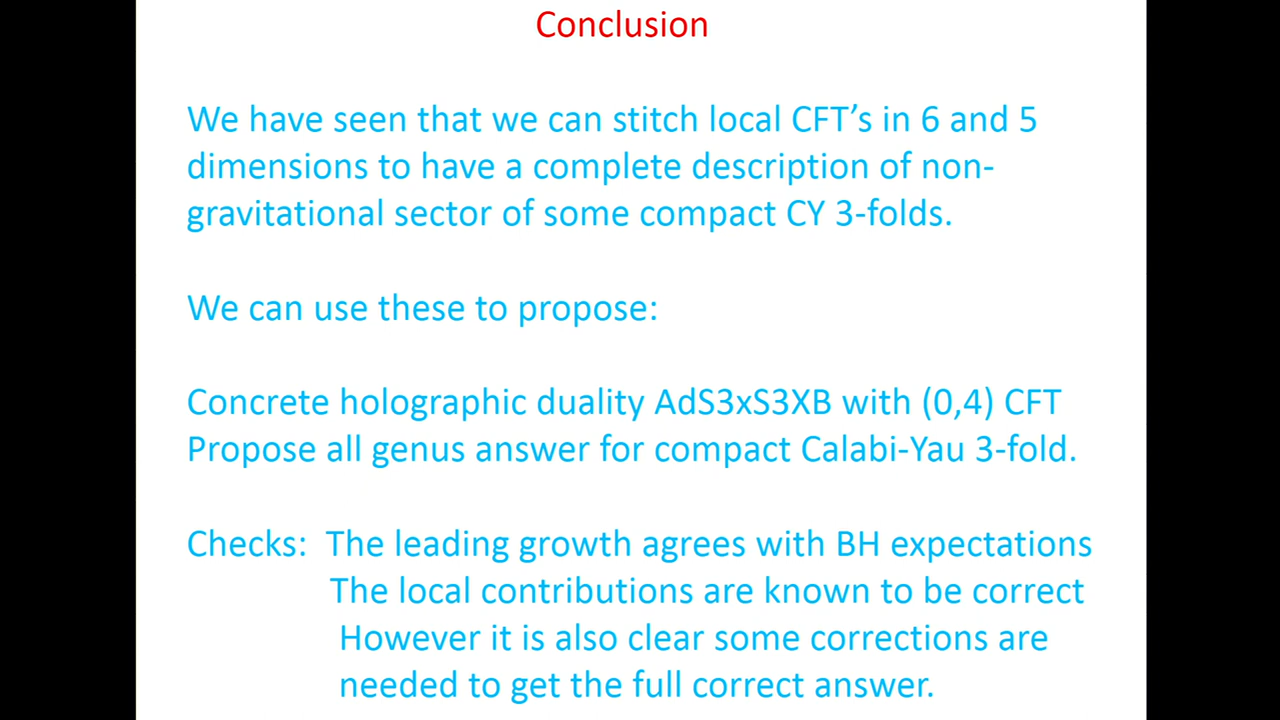 Conclusion
We have seen that we can stitch local CFT’s in 6 and 5
dimensions to have a complete description of non-
gravitational sector of some compact CY 3-folds.
We can use these to propose:
Concrete holographic duality AdS3xS3XB with (0,4) CFT
Propose all genus answer for compact Calabi-Yau 3-fold.
Checks: The leading growth agrees with BH expectations
The local contributions are known to be correct
However it is also clear some corrections are
needed to get the full correct answer.